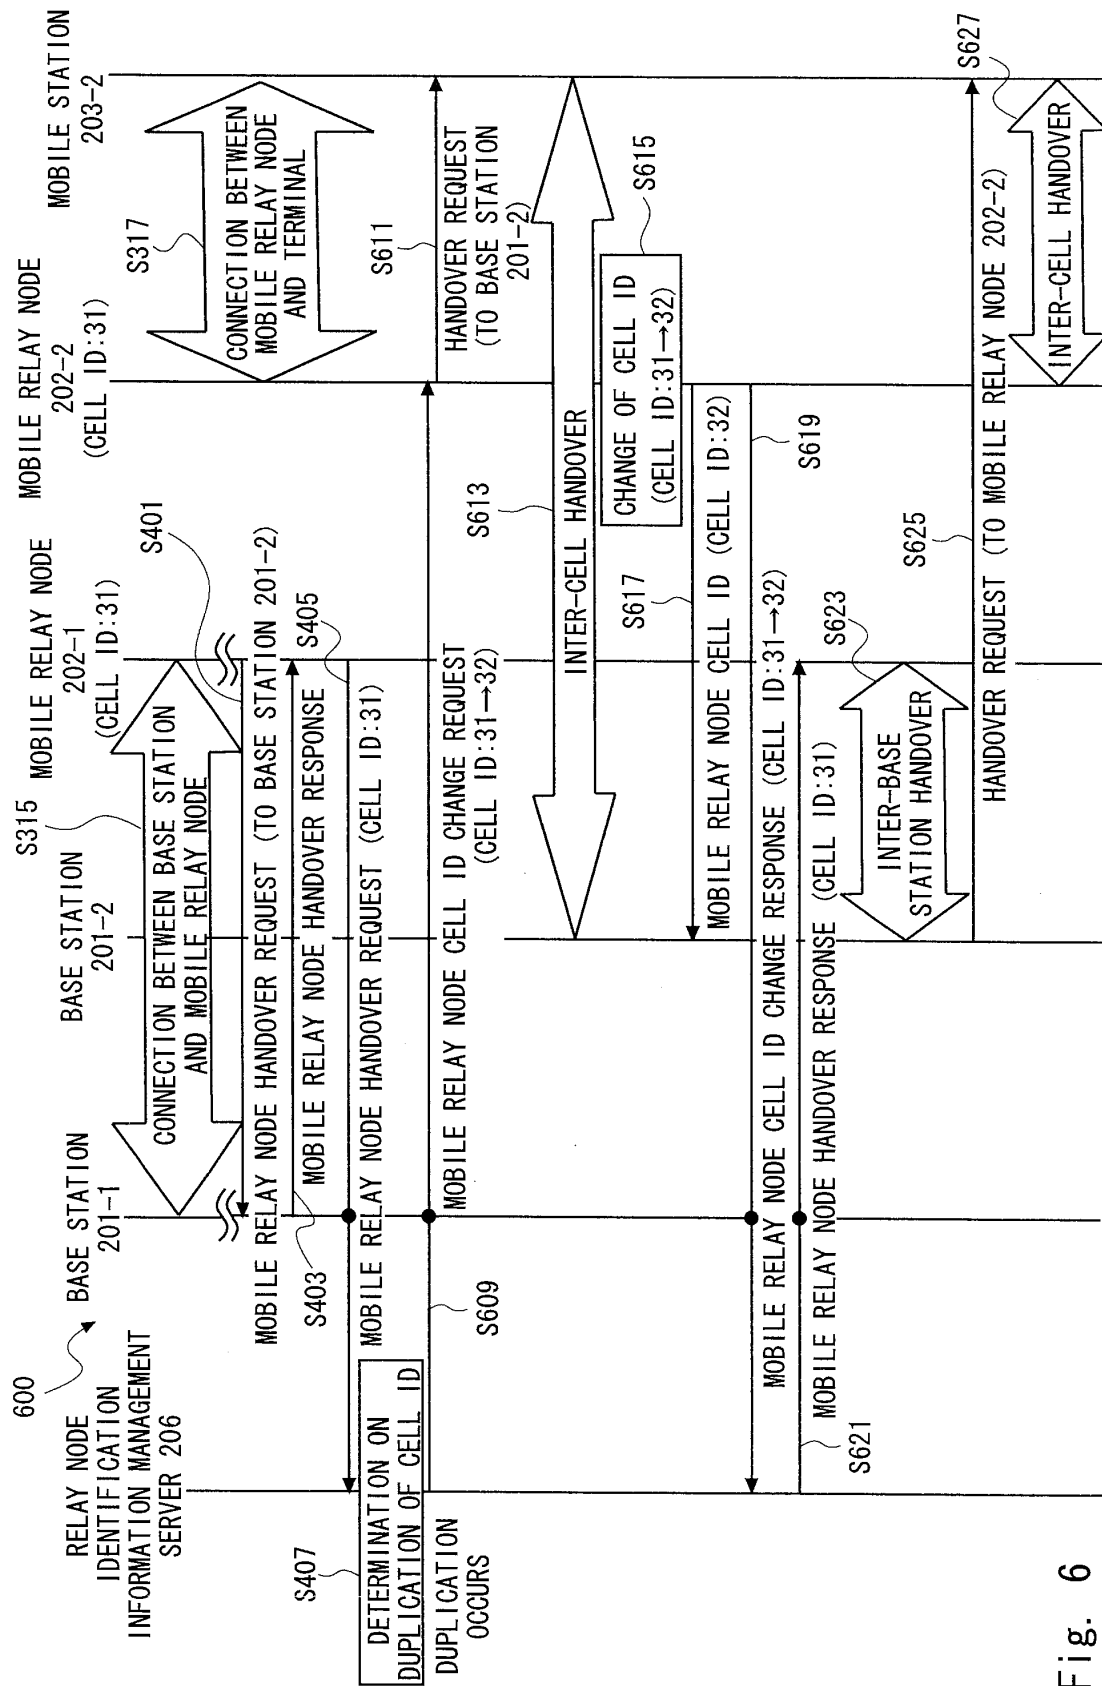 600
RELAY NODE
IDENTIFICATION
INFORMATION MANAGEMENT
SERVER 206
BASE STATION
201-1
BASE STATION
201-2
MOBILE RELAY NODE
202-1
(CELL ID:31)
MOBILE RELAY NODE
202-2
(CELL ID:31)
MOBILE STATION
203-2
S315
CONNECTION BETWEEN BASE STATION
AND MOBILE RELAY NODE
S317
CONNECTION BETWEEN
MOBILE RELAY NODE
AND TERMINAL
S401
MOBILE RELAY NODE HANDOVER REQUEST (TO BASE STATION 201-2)
S403
MOBILE RELAY NODE HANDOVER RESPONSE
S405
MOBILE RELAY NODE HANDOVER REQUEST (CELL ID:31)
S407
DETERMINATION ON
DUPLICATION OF CELL ID
DUPLICATION
OCCURS
S609
MOBILE RELAY NODE CELL ID CHANGE REQUEST
(CELL ID:31→32)
S611
HANDOVER REQUEST
(TO BASE STATION
201-2)
S613
INTER-CELL HANDOVER
S615
CHANGE OF CELL ID
(CELL ID:31→32)
S617
MOBILE RELAY NODE CELL ID (CELL ID:32)
S619
MOBILE RELAY NODE CELL ID CHANGE RESPONSE (CELL ID:31→32)
S621
MOBILE RELAY NODE HANDOVER RESPONSE (CELL ID:31)
S623
INTER-BASE
STATION HANDOVER
S625
HANDOVER REQUEST (TO MOBILE RELAY NODE 202-2)
S627
INTER-CELL HANDOVER
Fig. 6